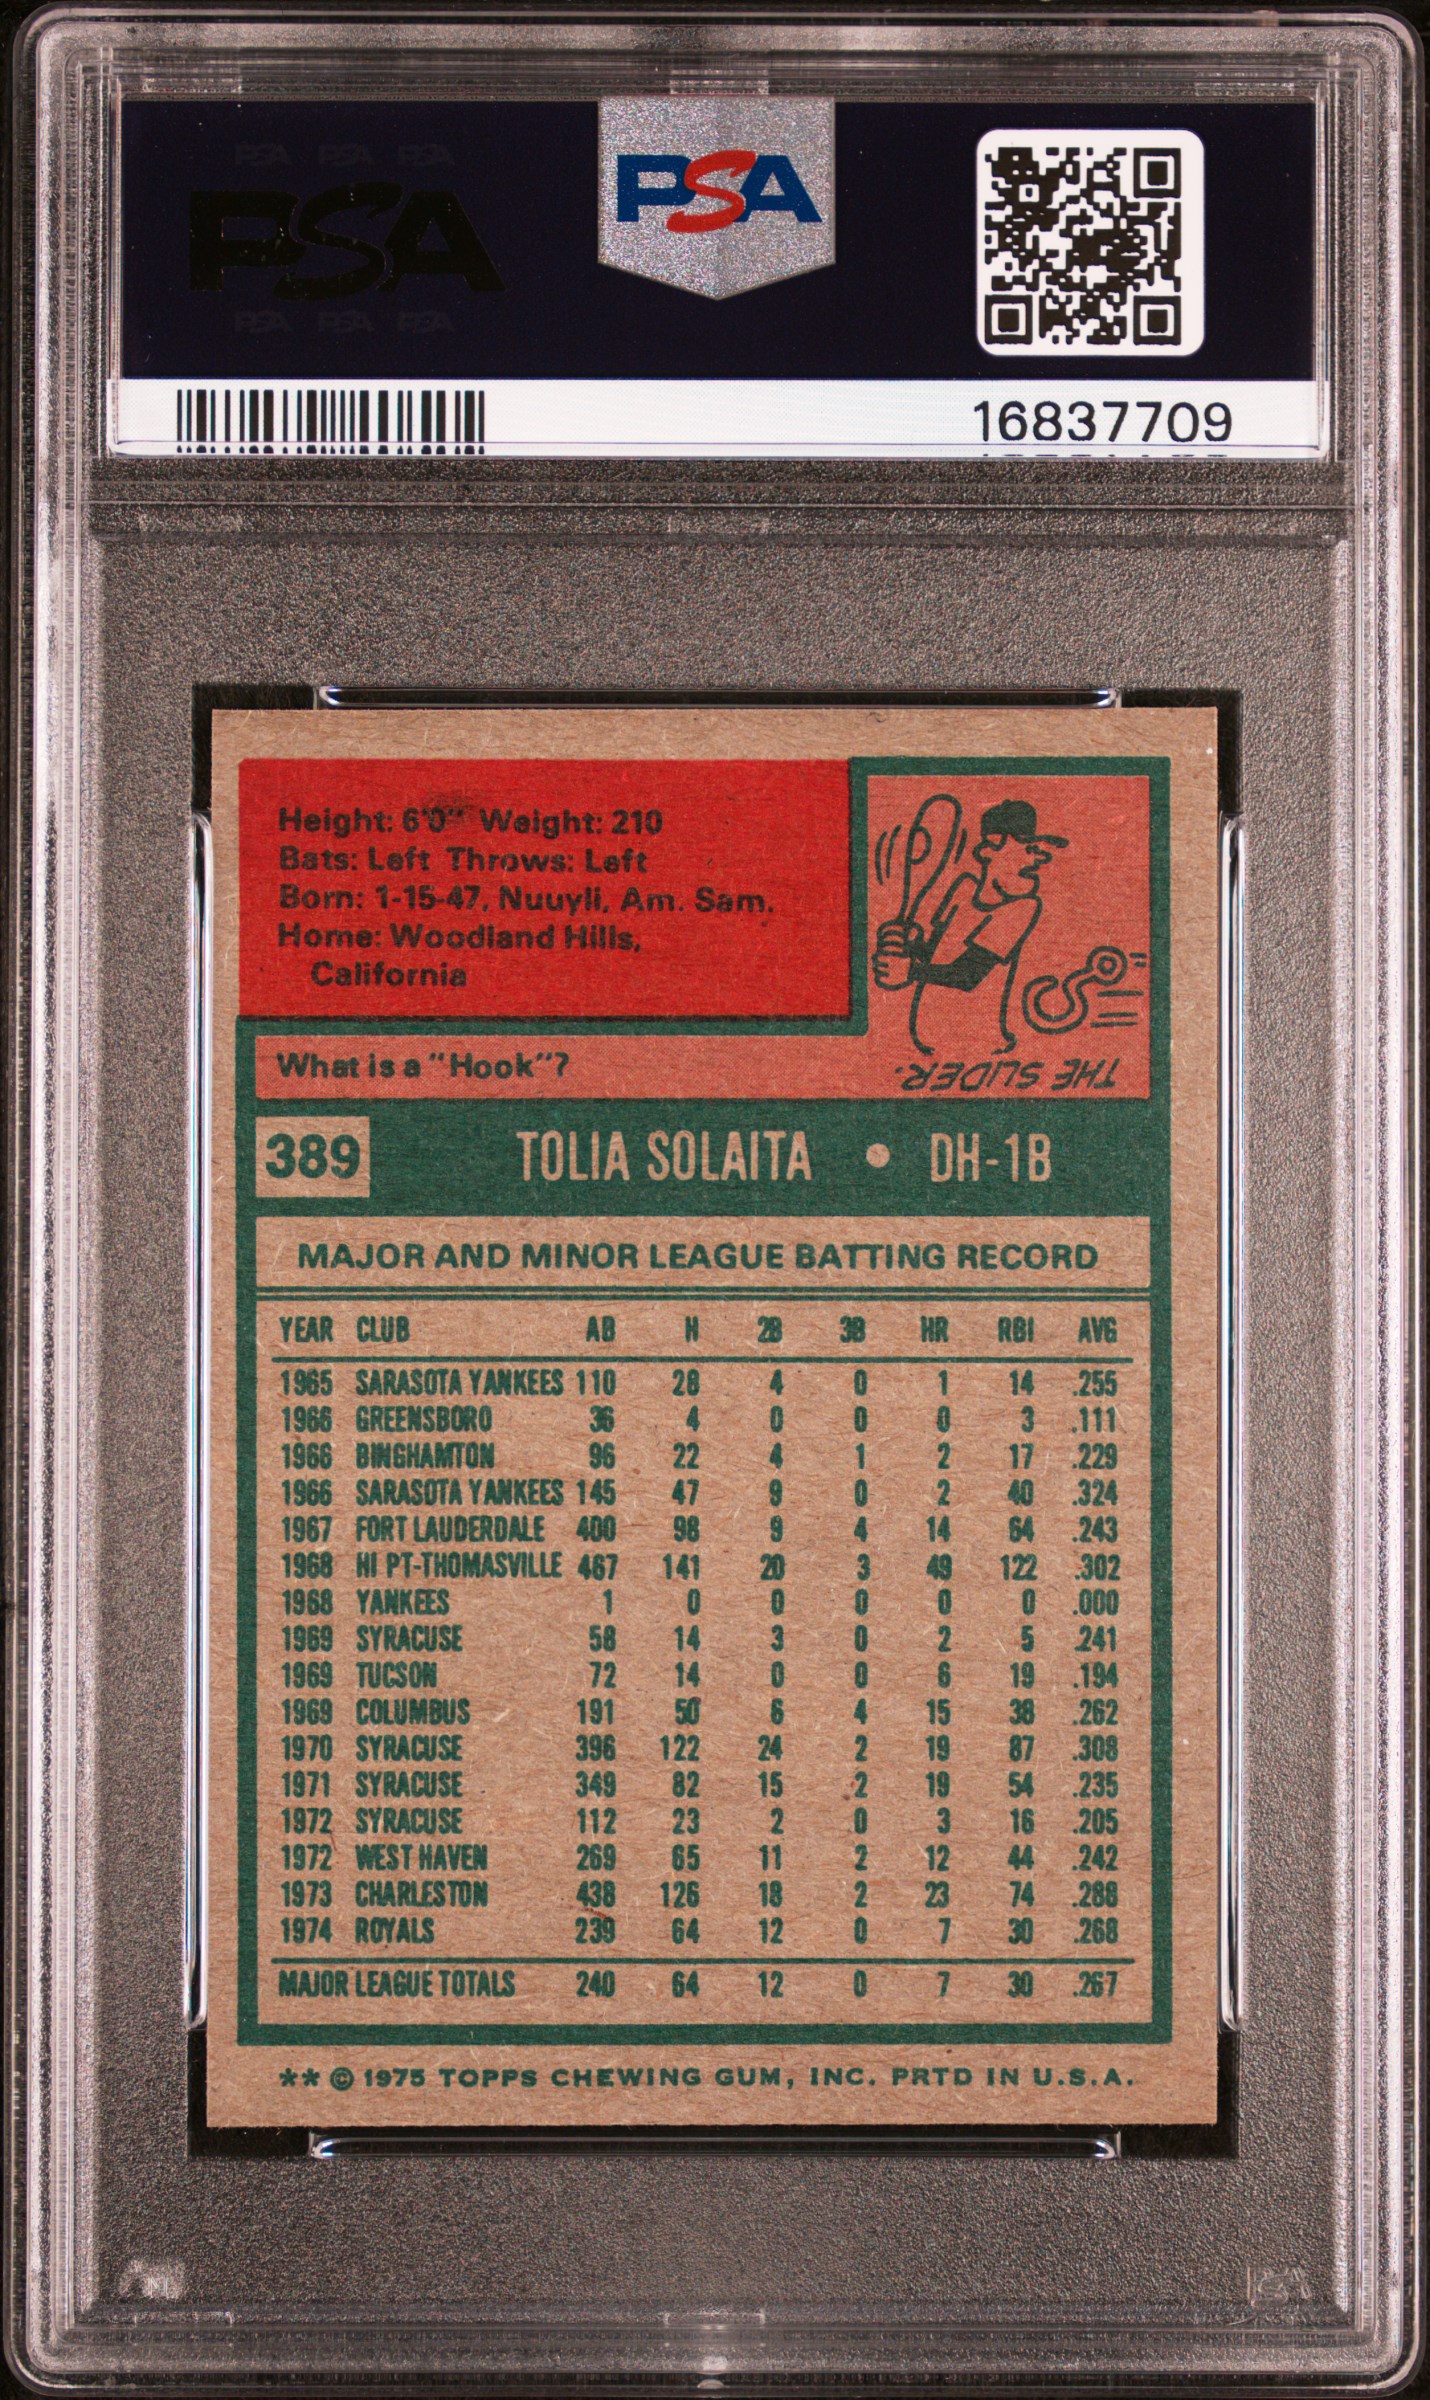 PSA PSA PSA
PSA
PSA PSA PSA
PSA
16837709
Height: 6'0" Weight: 210
Bats: Left Throws: Left
Born: 1-15-47, Nuuyli, Am. Sam.
Home: Woodland Hills,
California
What is a "Hook"?
THE SLIDER.
389 TOLIA SOLAITA • DH-1B
MAJOR AND MINOR LEAGUE BATTING RECORD
YEAR CLUB AB H 2B 3B HR RBI AVG
1965 SARASOTA YANKEES 110 28 4 0 1 14 .255
1966 GREENSBORO 36 4 0 0 0 3 .111
1966 BINGHAMTON 96 22 4 1 2 17 .229
1966 SARASOTA YANKEES 145 47 9 0 2 40 .324
1967 FORT LAUDERDALE 400 98 9 4 14 64 .243
1968 HI PT-THOMASVILLE 467 141 20 3 49 122 .302
1968 YANKEES 1 0 0 0 0 0 .000
1969 SYRACUSE 58 14 3 0 2 5 .241
1969 TUCSON 72 14 0 0 6 19 .194
1969 COLUMBUS 191 50 6 4 15 38 .262
1970 SYRACUSE 396 122 24 2 19 87 .308
1971 SYRACUSE 349 82 15 2 19 54 .235
1972 SYRACUSE 112 23 2 0 3 16 .205
1972 WEST HAVEN 269 65 11 2 12 44 .242
1973 CHARLESTON 438 126 18 2 23 74 .288
1974 ROYALS 239 64 12 0 7 30 .268
MAJOR LEAGUE TOTALS 240 64 12 0 7 30 .267
** © 1975 TOPPS CHEWING GUM, INC. PRTD IN U.S.A.